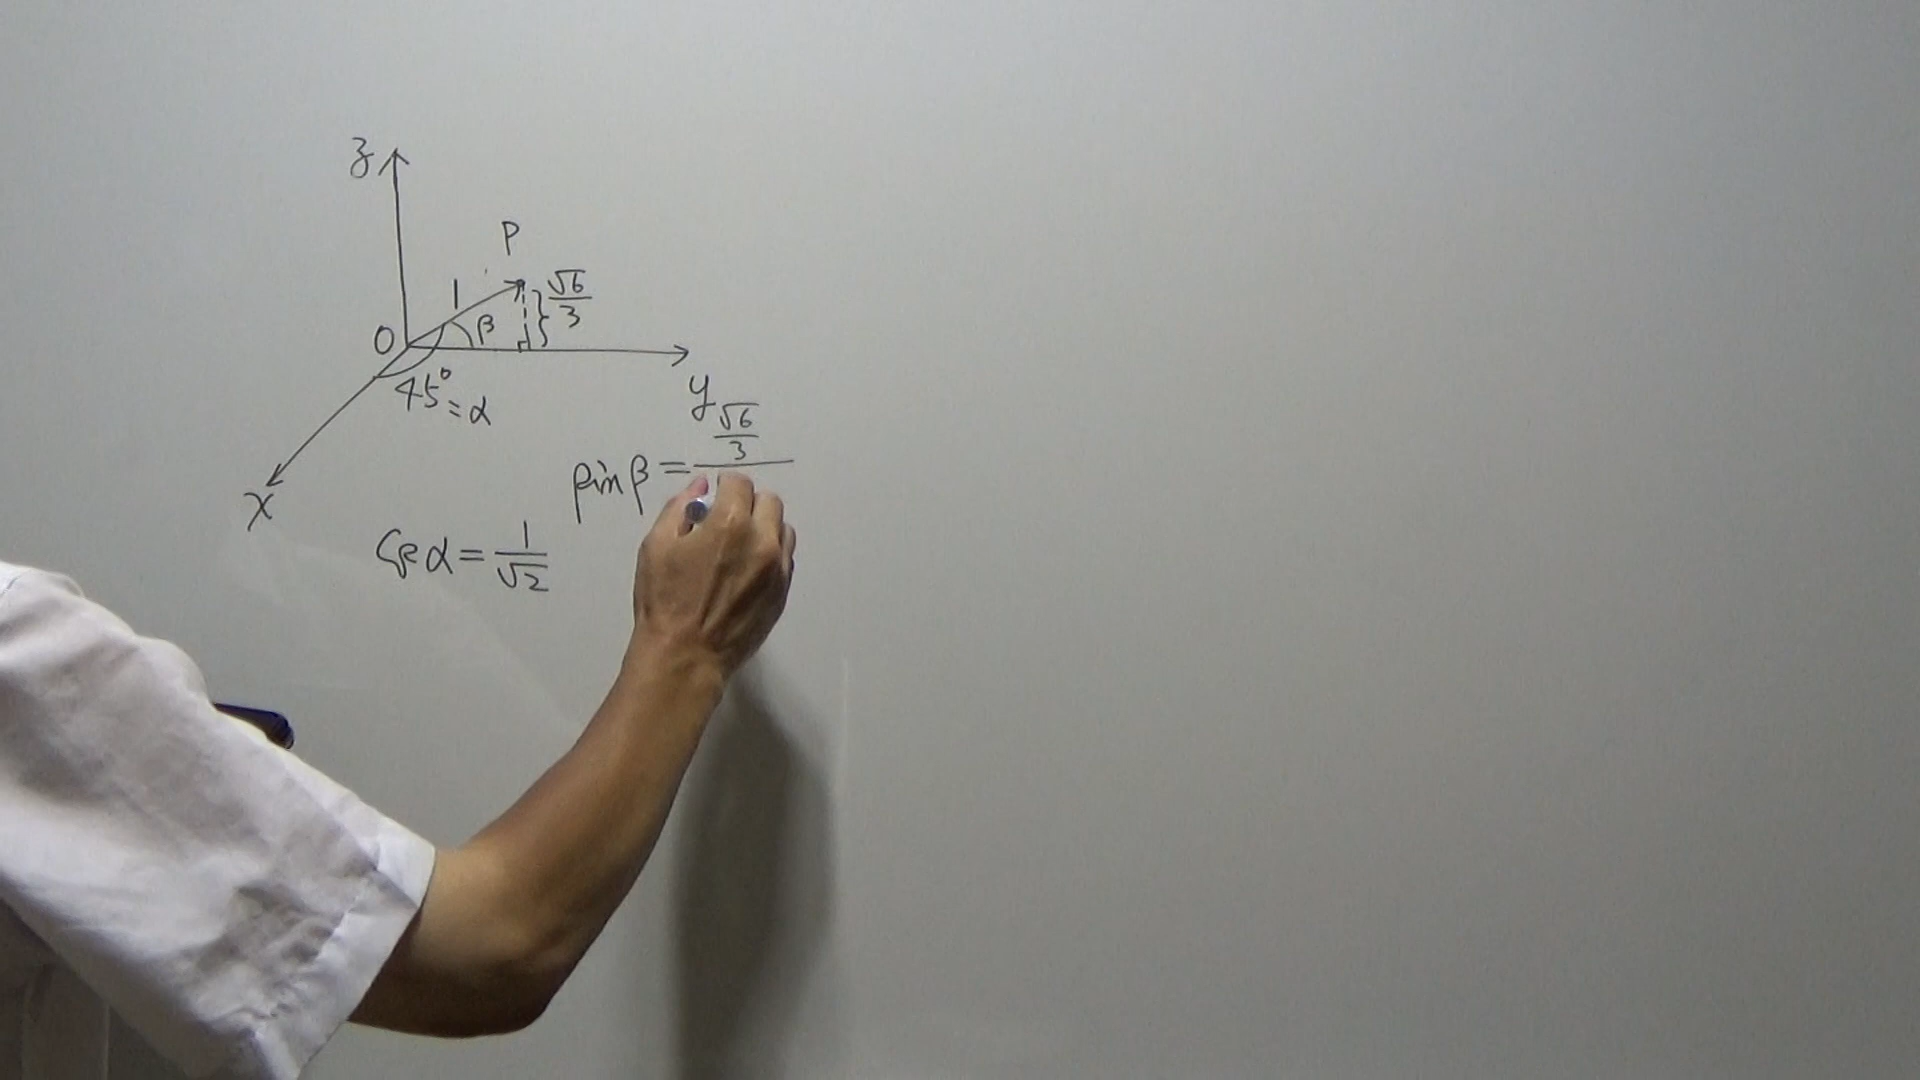 z
P
1
√6/3
β
O
45° = α
y
x
sin β = (√6/3)/
cos α = 1/√2